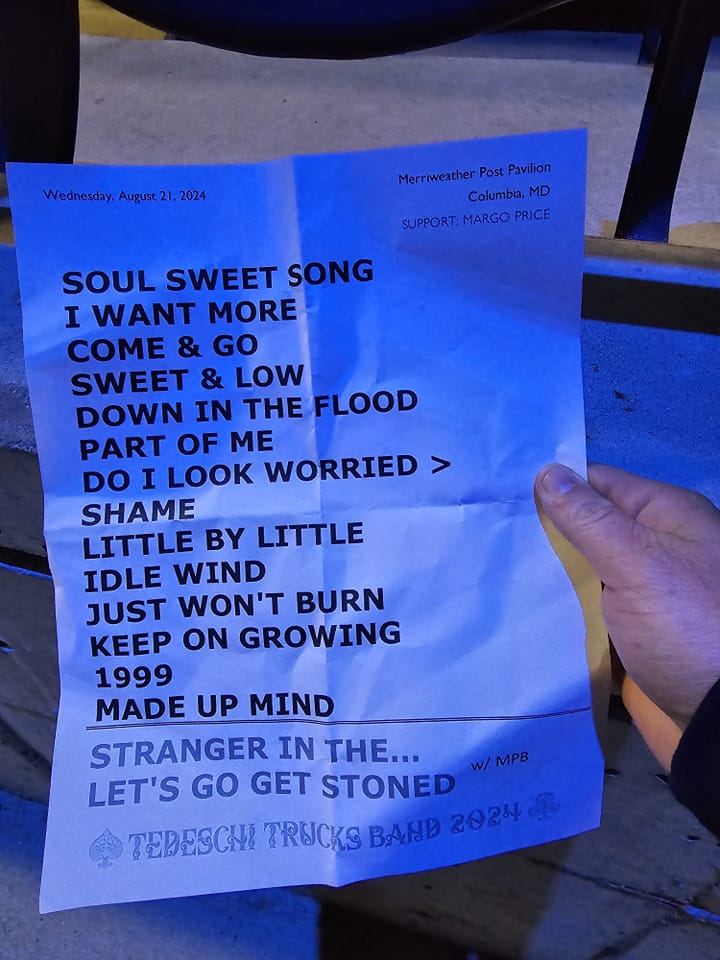 Wednesday, August 21, 2024
Merriweather Post Pavilion
Columbia, MD
SUPPORT: MARGO PRICE
SOUL SWEET SONG
I WANT MORE
COME & GO
SWEET & LOW
DOWN IN THE FLOOD
PART OF ME
DO I LOOK WORRIED >
SHAME
LITTLE BY LITTLE
IDLE WIND
JUST WON'T BURN
KEEP ON GROWING
1999
MADE UP MIND
STRANGER IN THE...
LET'S GO GET STONED
w/ MPB
TEDESCHI TRUCKS BAND 2024